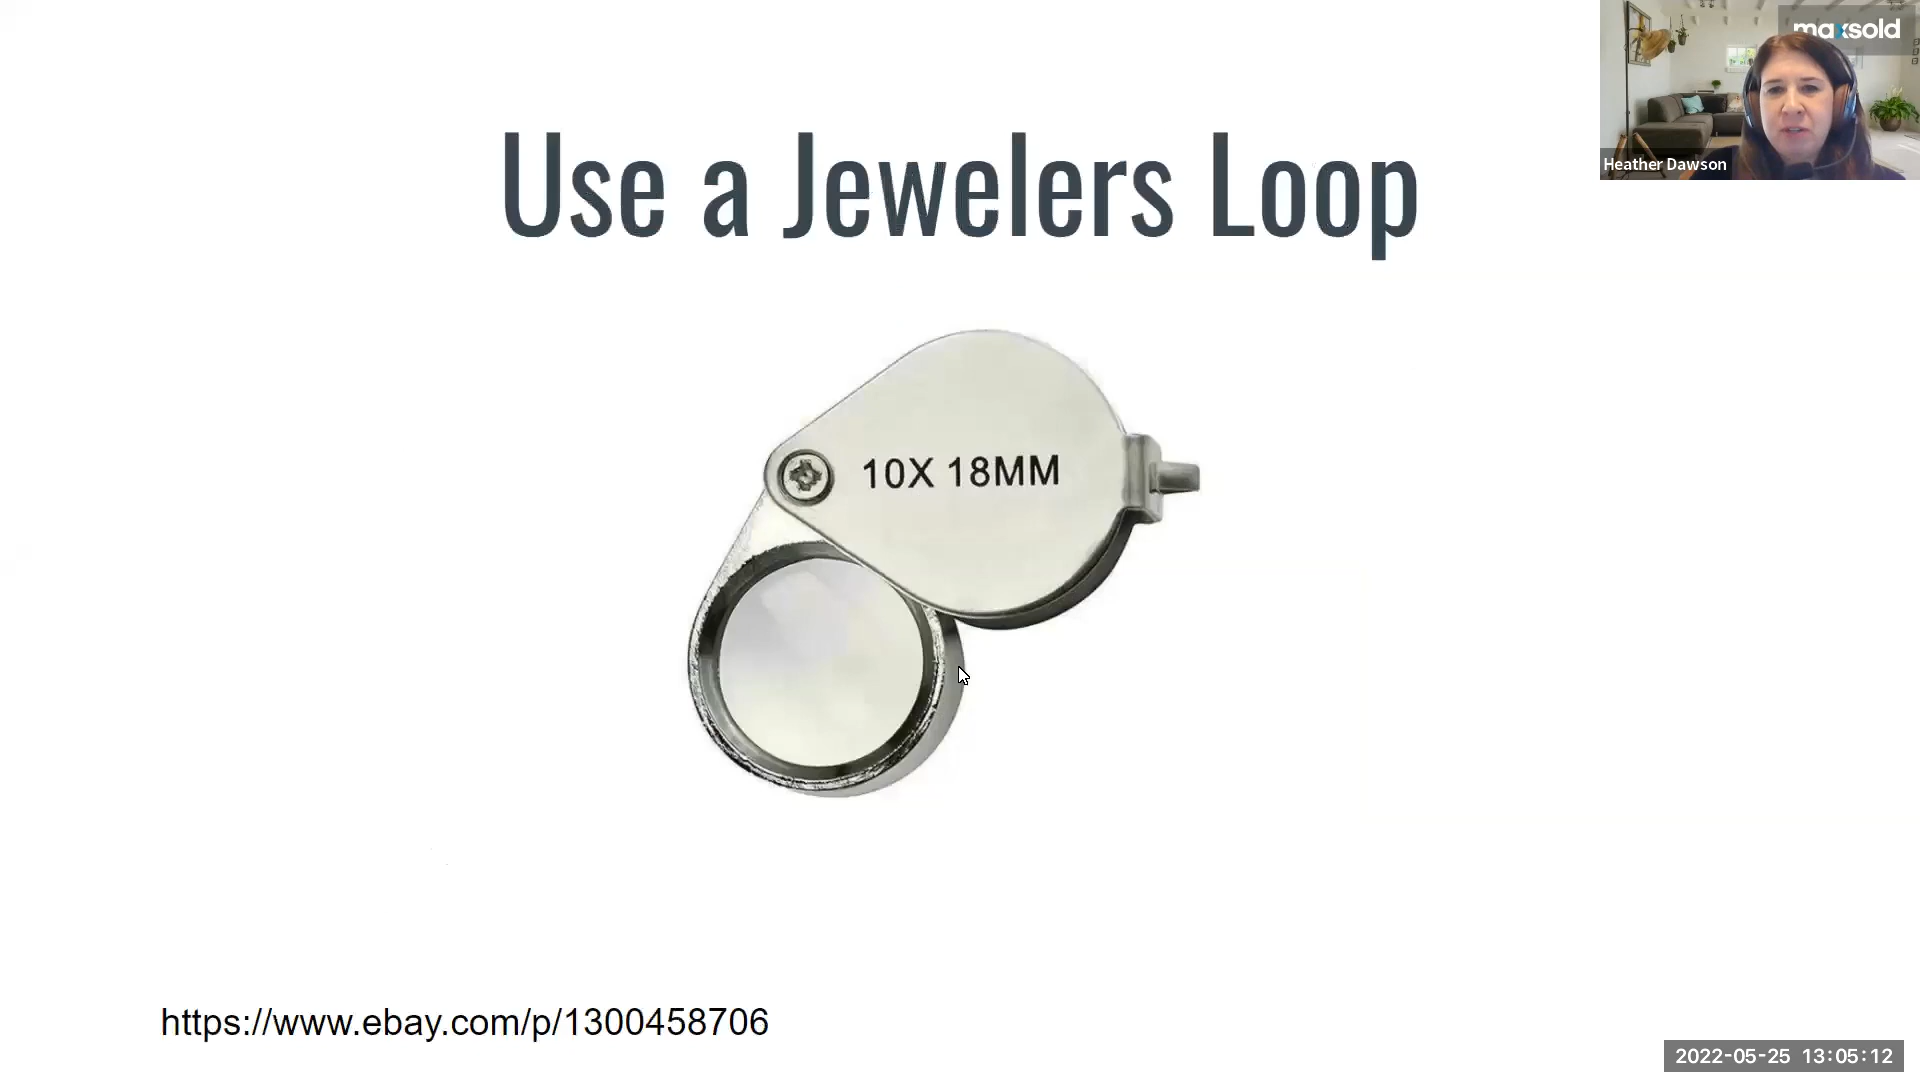 maxsold
Heather Dawson
Use a Jewelers Loop
10X 18MM
https://www.ebay.com/p/1300458706
2022-05-25 13:05:12